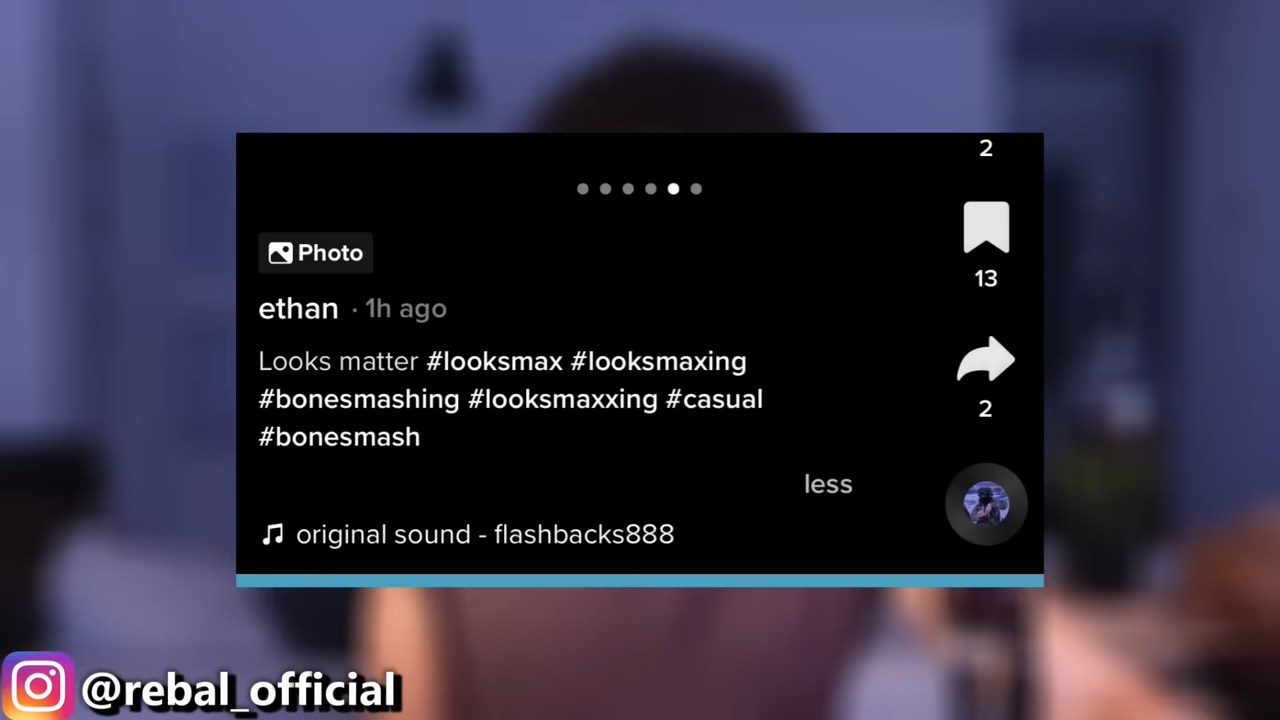 2
Photo
13
ethan · 1h ago
Looks matter #looksmax #looksmaxing
#bonesmashing #looksmaxxing #casual
#bonesmash
2
less
original sound - flashbacks888
@rebal_official